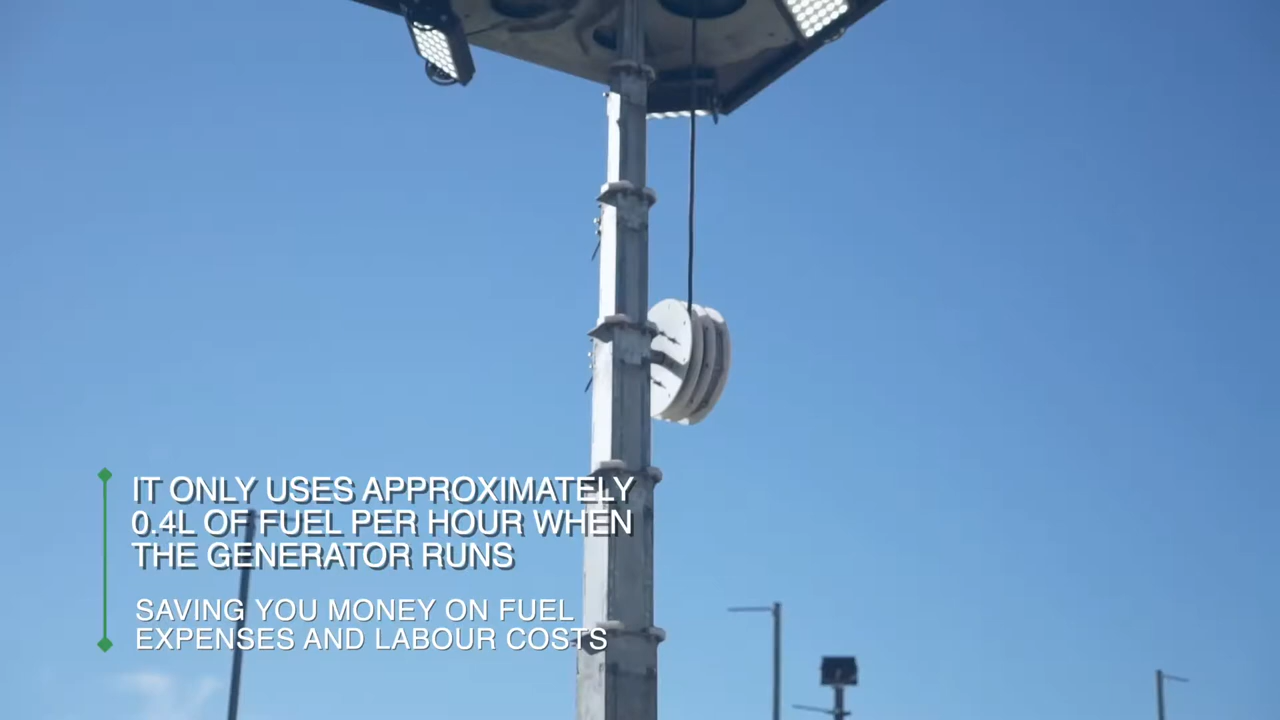 IT ONLY USES APPROXIMATELY
0.4L OF FUEL PER HOUR WHEN
THE GENERATOR RUNS
SAVING YOU MONEY ON FUEL
EXPENSES AND LABOUR COSTS